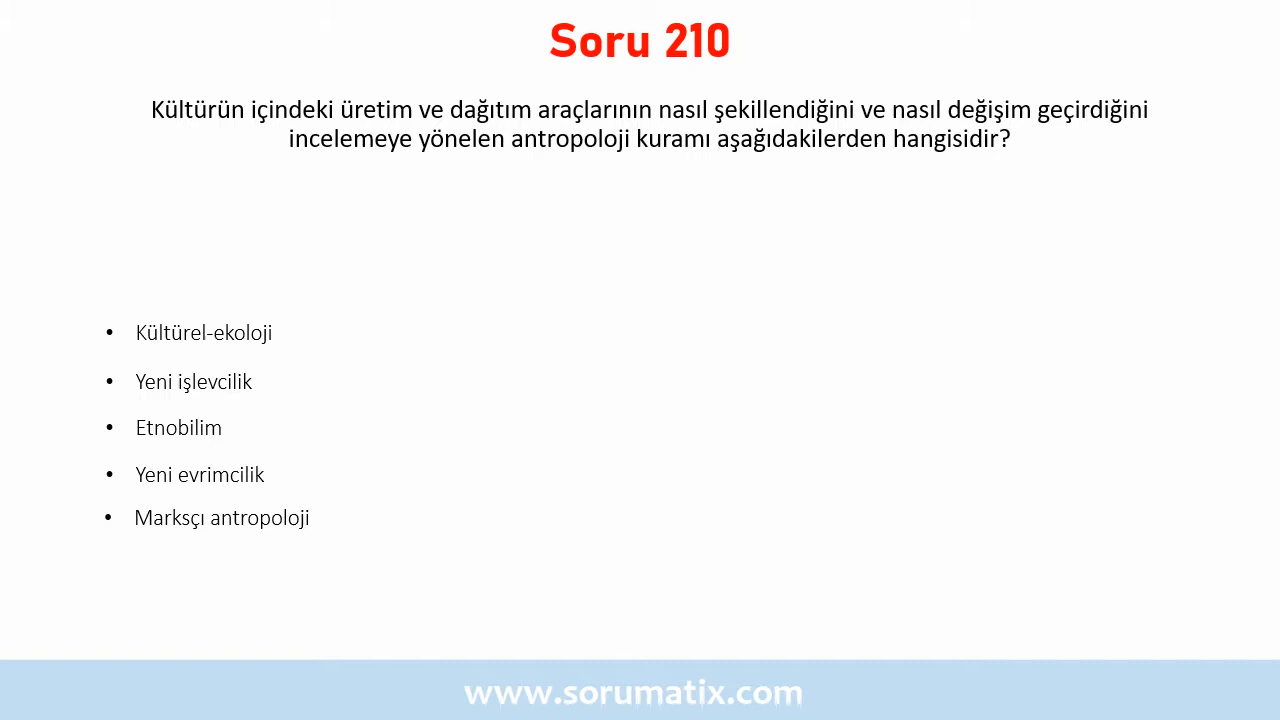 Soru 210
Kültürün içindeki üretim ve dağıtım araçlarının nasıl şekillendiğini ve nasıl değişim geçirdiğini
incelemeye yönelen antropoloji kuramı aşağıdakilerden hangisidir?
• Kültürel-ekoloji
• Yeni işlevcilik
• Etnobilim
• Yeni evrimcilik
• Marksçı antropoloji
www.sorumatix.com